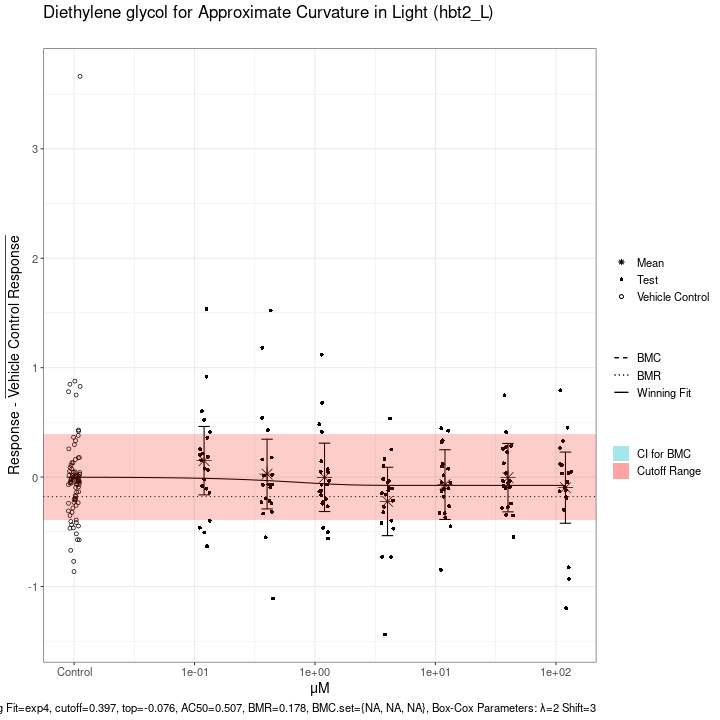 Diethylene glycol for Approximate Curvature in Light (hbt2_L)
Response - Vehicle Control Response
3
2
1
0
-1
Control
1e-01
1e+00
1e+01
1e+02
μM
Mean
Test
Vehicle Control
BMC
BMR
Winning Fit
CI for BMC
Cutoff Range
g Fit=exp4, cutoff=0.397, top=-0.076, AC50=0.507, BMR=0.178, BMC.set={NA, NA, NA}, Box-Cox Parameters: λ=2 Shift=3